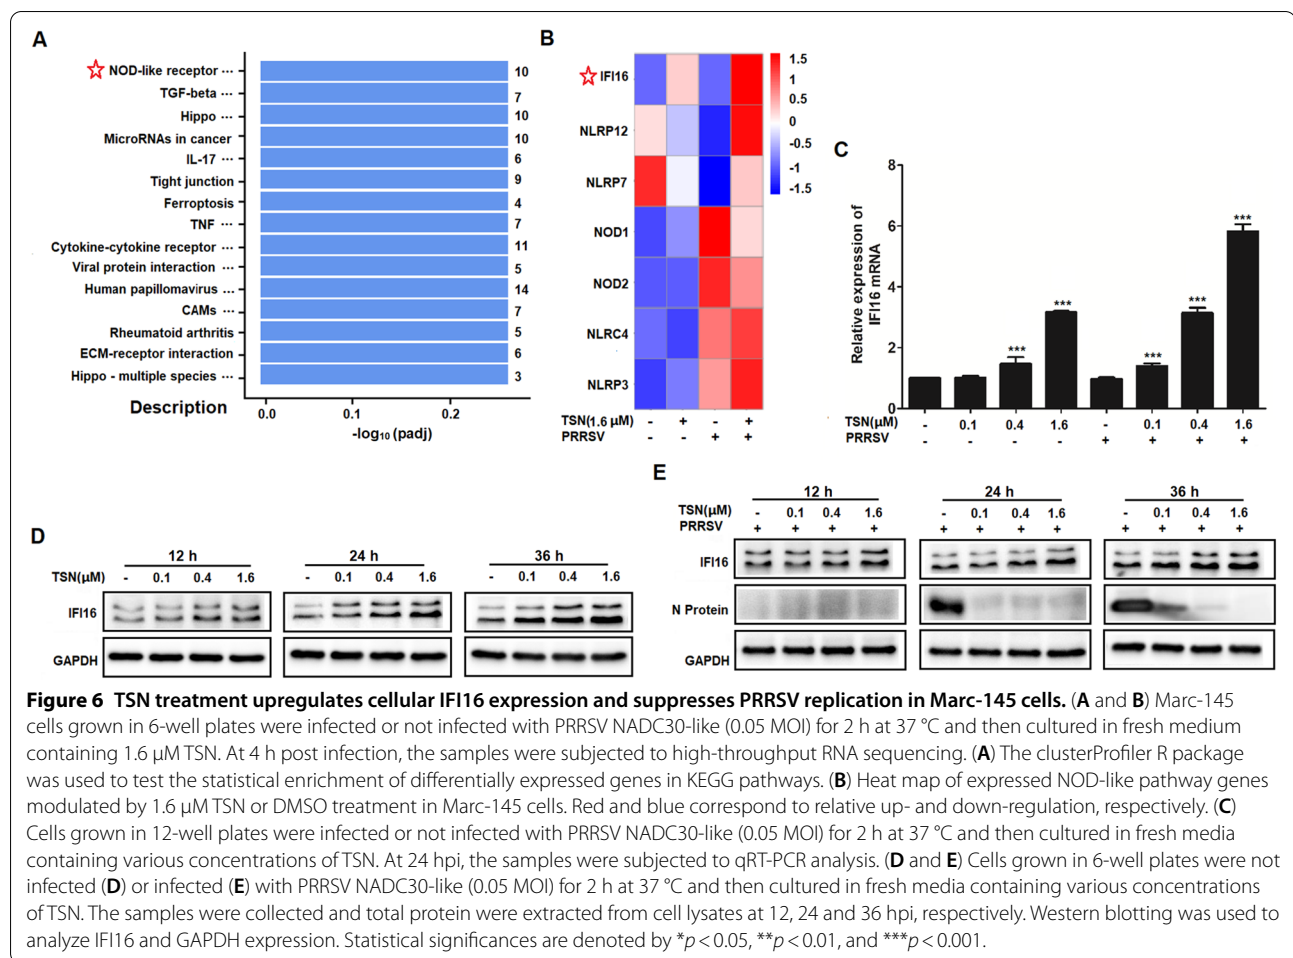 A
NOD-like receptor ···
10
TGF-beta ···
7
Hippo ···
10
MicroRNAs in cancer
10
IL-17 ···
6
Tight junction
9
Ferroptosis
4
TNF ···
7
Cytokine-cytokine receptor ···
11
Viral protein interaction ···
5
Human papillomavirus ...
14
CAMs ···
7
Rheumatoid arthritis
5
ECM-receptor interaction
6
Hippo - multiple species ···
3
Description
0.0 0.1 0.2
-log10 (padj)
B
IFI16
NLRP12
NLRP7
NOD1
NOD2
NLRC4
NLRP3
1.5
1
0.5
0
-0.5
-1
-1.5
TSN(1.6 μM) - + - +
PRRSV - - + +
C
Relative expression of
IFI16 mRNA
8
6
4
2
0
*** *** *** *** ***
TSN(μM) - 0.1 0.4 1.6 - 0.1 0.4 1.6
PRRSV - - - - + + + +
D
12 h 24 h 36 h
TSN(μM) - 0.1 0.4 1.6 - 0.1 0.4 1.6 - 0.1 0.4 1.6
IFI16
GAPDH
E
12 h 24 h 36 h
TSN(μM) - 0.1 0.4 1.6 - 0.1 0.4 1.6 - 0.1 0.4 1.6
PRRSV + + + + + + + + + + + +
IFI16
N Protein
GAPDH
Figure 6 TSN treatment upregulates cellular IFI16 expression and suppresses PRRSV replication in Marc-145 cells. (A and B) Marc-145
cells grown in 6-well plates were infected or not infected with PRRSV NADC30-like (0.05 MOI) for 2 h at 37 °C and then cultured in fresh medium
containing 1.6 μM TSN. At 4 h post infection, the samples were subjected to high-throughput RNA sequencing. (A) The clusterProfiler R package
was used to test the statistical enrichment of differentially expressed genes in KEGG pathways. (B) Heat map of expressed NOD-like pathway genes
modulated by 1.6 μM TSN or DMSO treatment in Marc-145 cells. Red and blue correspond to relative up- and down-regulation, respectively. (C)
Cells grown in 12-well plates were infected or not infected with PRRSV NADC30-like (0.05 MOI) for 2 h at 37 °C and then cultured in fresh media
containing various concentrations of TSN. At 24 hpi, the samples were subjected to qRT-PCR analysis. (D and E) Cells grown in 6-well plates were not
infected (D) or infected (E) with PRRSV NADC30-like (0.05 MOI) for 2 h at 37 °C and then cultured in fresh media containing various concentrations
of TSN. The samples were collected and total protein were extracted from cell lysates at 12, 24 and 36 hpi, respectively. Western blotting was used to
analyze IFI16 and GAPDH expression. Statistical significances are denoted by *p < 0.05, **p < 0.01, and ***p < 0.001.